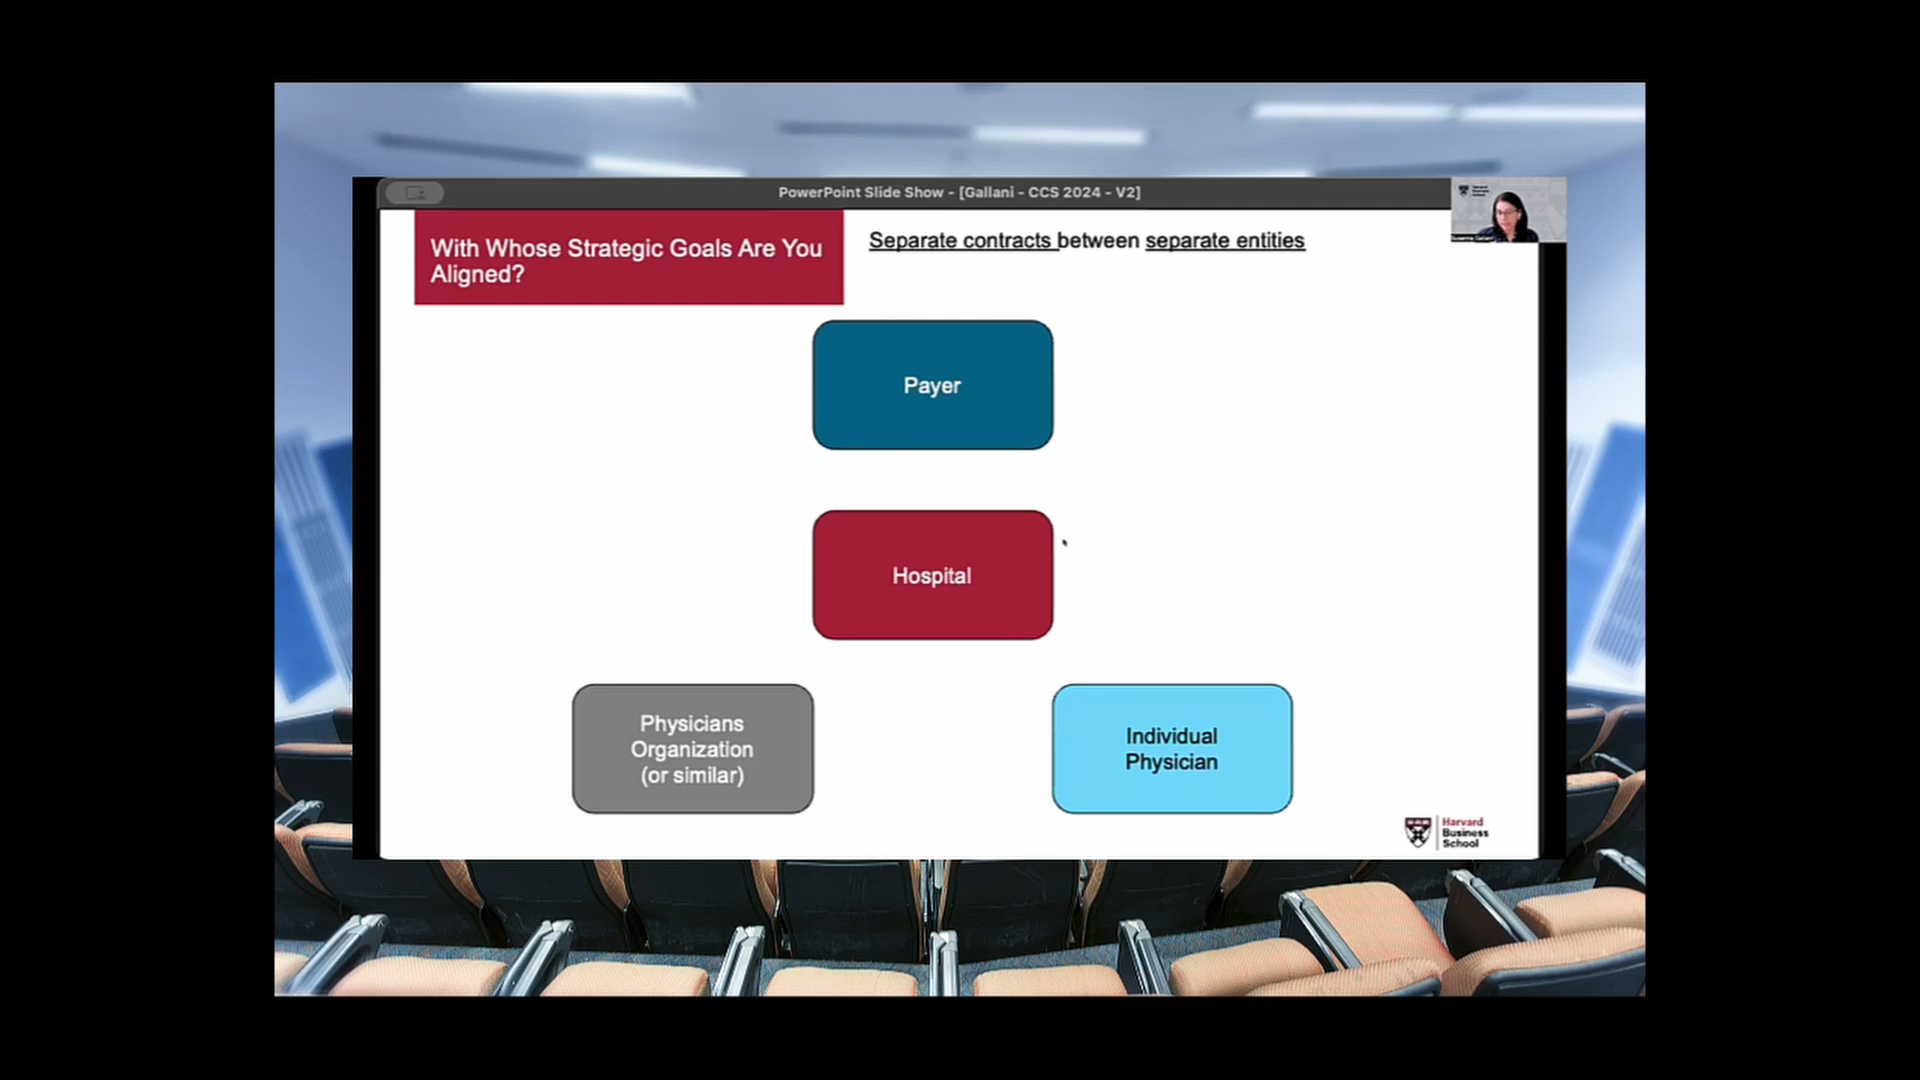 PowerPoint Slide Show - [Gallani - CCS 2024 - V2]
With Whose Strategic Goals Are You
Aligned?
Separate contracts between separate entities
Payer
Hospital
Physicians
Organization
(or similar)
Individual
Physician
Harvard
Business
School